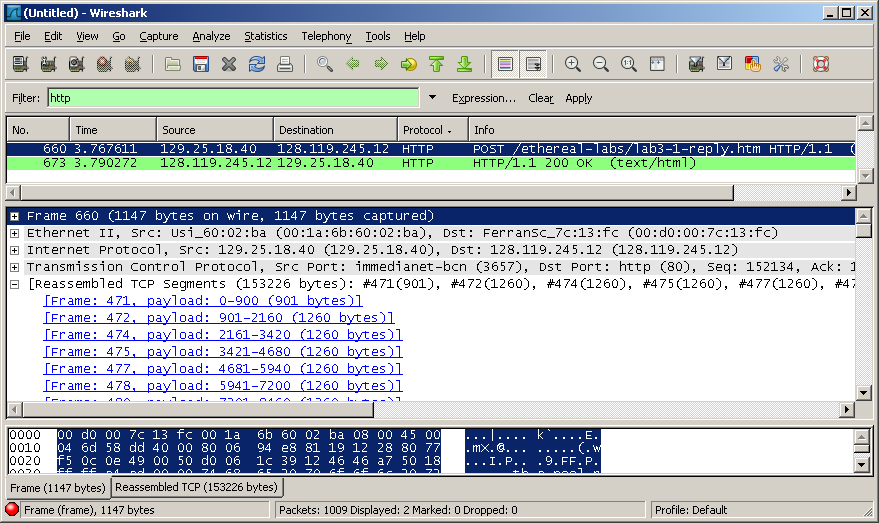 (Untitled) - Wireshark
File Edit View Go Capture Analyze Statistics Telephony Tools Help
Filter: http Expression... Clear Apply
No. Time Source Destination Protocol Info
660 3.767611 129.25.18.40 128.119.245.12 HTTP POST /ethereal-labs/lab3-1-reply.htm HTTP/1.1 (
673 3.790272 128.119.245.12 129.25.18.40 HTTP HTTP/1.1 200 OK (text/html)
Frame 660 (1147 bytes on wire, 1147 bytes captured)
Ethernet II, Src: Usi_60:02:ba (00:1a:6b:60:02:ba), Dst: FerranSc_7c:13:fc (00:d0:00:7c:13:fc)
Internet Protocol, Src: 129.25.18.40 (129.25.18.40), Dst: 128.119.245.12 (128.119.245.12)
Transmission Control Protocol, Src Port: immedianet-bcn (3657), Dst Port: http (80), Seq: 152134, Ack: 1
[Reassembled TCP Segments (153226 bytes): #471(901), #472(1260), #474(1260), #475(1260), #477(1260), #47
[Frame: 471, payload: 0-900 (901 bytes)]
[Frame: 472, payload: 901-2160 (1260 bytes)]
[Frame: 474, payload: 2161-3420 (1260 bytes)]
[Frame: 475, payload: 3421-4680 (1260 bytes)]
[Frame: 477, payload: 4681-5940 (1260 bytes)]
[Frame: 478, payload: 5941-7200 (1260 bytes)]
0000 00 d0 00 7c 13 fc 00 1a 6b 60 02 ba 08 00 45 00 ...|.... k`....E.
0010 04 6d 58 dd 40 00 80 06 94 e8 81 19 12 28 80 77 .mX.@... .....(.w
0020 f5 0c 0e 49 00 50 d0 06 1c 39 12 46 46 a7 50 18 ...I.P.. .9.FF.P.
Frame (1147 bytes) Reassembled TCP (153226 bytes)
Frame (frame), 1147 bytes Packets: 1009 Displayed: 2 Marked: 0 Dropped: 0 Profile: Default